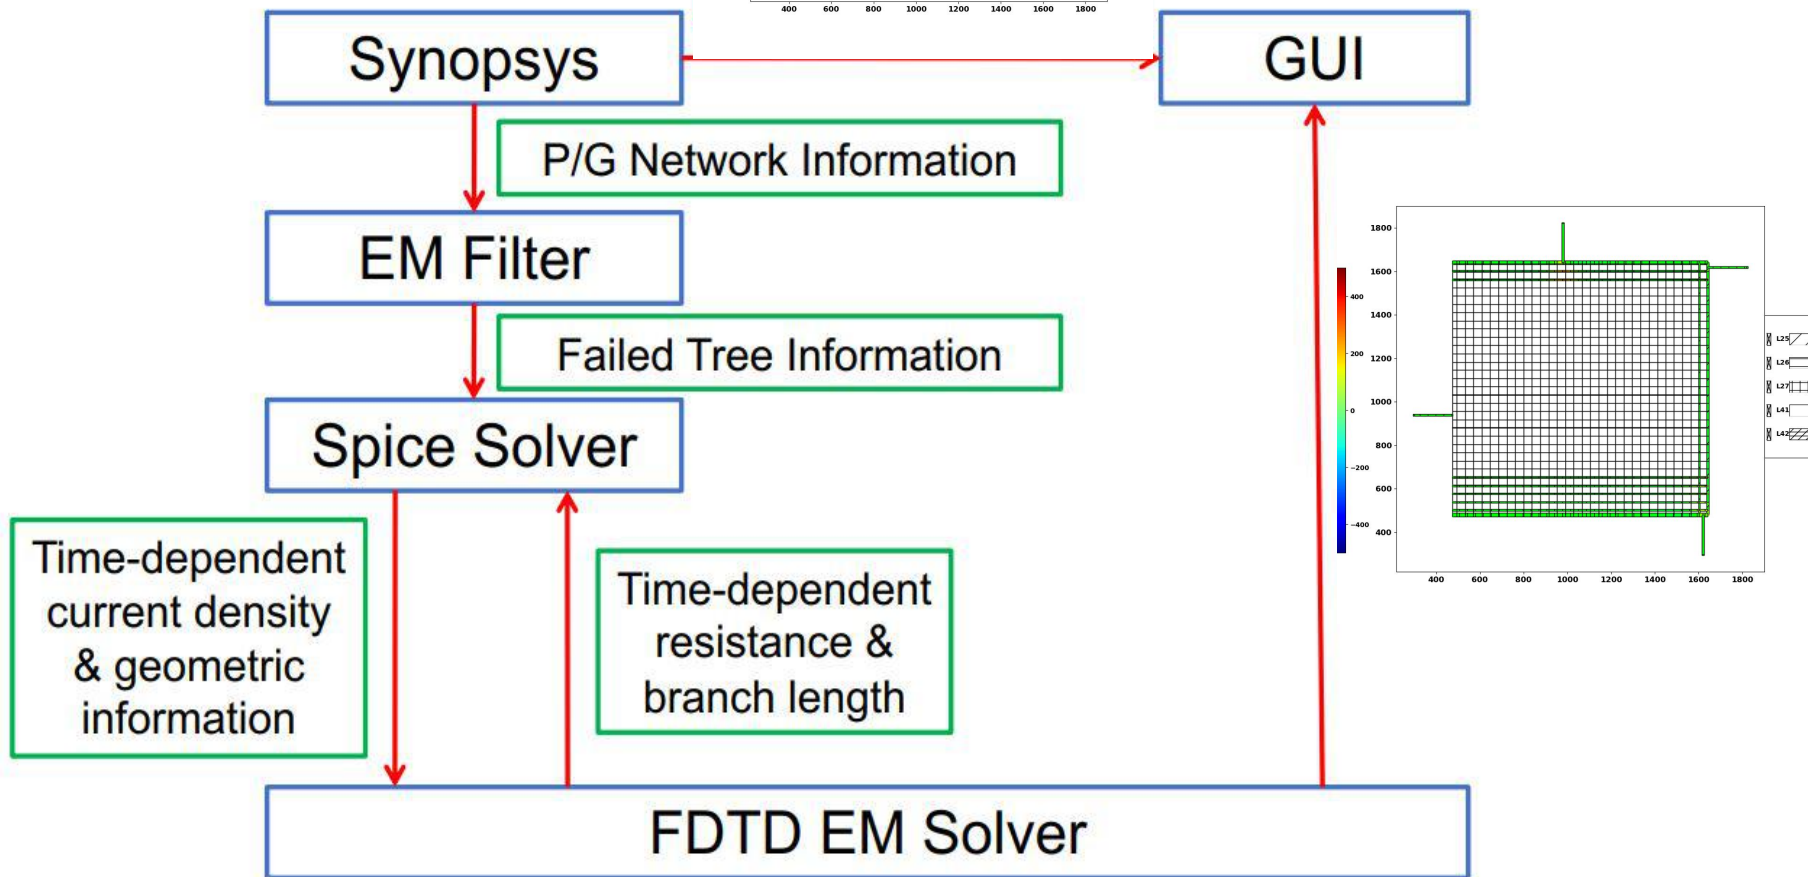 400 600 800 1000 1200 1400 1600 1800
Synopsys
GUI
P/G Network Information
EM Filter
Failed Tree Information
Spice Solver
Time-dependent
current density
& geometric
information
Time-dependent
resistance &
branch length
FDTD EM Solver
400
200
0
−200
−400
1800
1600
1400
1200
1000
800
600
400
400 600 800 1000 1200 1400 1600 1800
L25
L26
L27
L41
L42